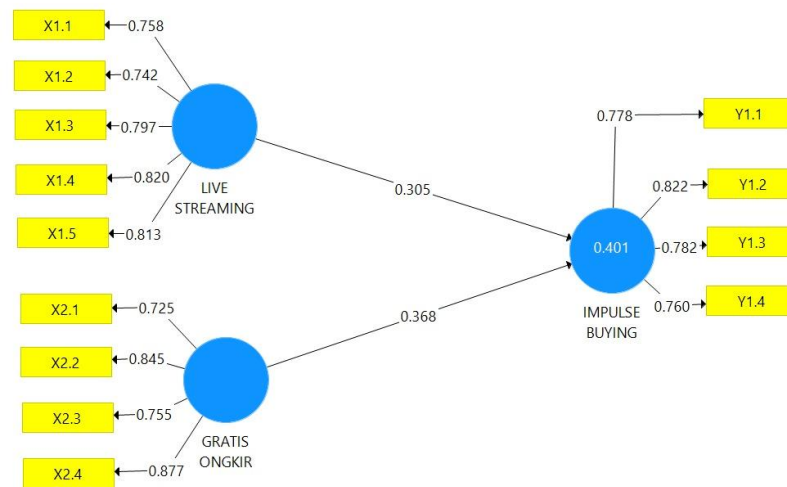 X1.1
0.758
X1.2
0.742
X1.3
0.797
X1.4
0.820
X1.5
0.813
LIVE
STREAMING
0.305
X2.1
0.725
X2.2
0.845
X2.3
0.755
X2.4
0.877
GRATIS
ONGKIR
0.368
0.401
IMPULSE
BUYING
0.778
Y1.1
0.822
Y1.2
0.782
Y1.3
0.760
Y1.4